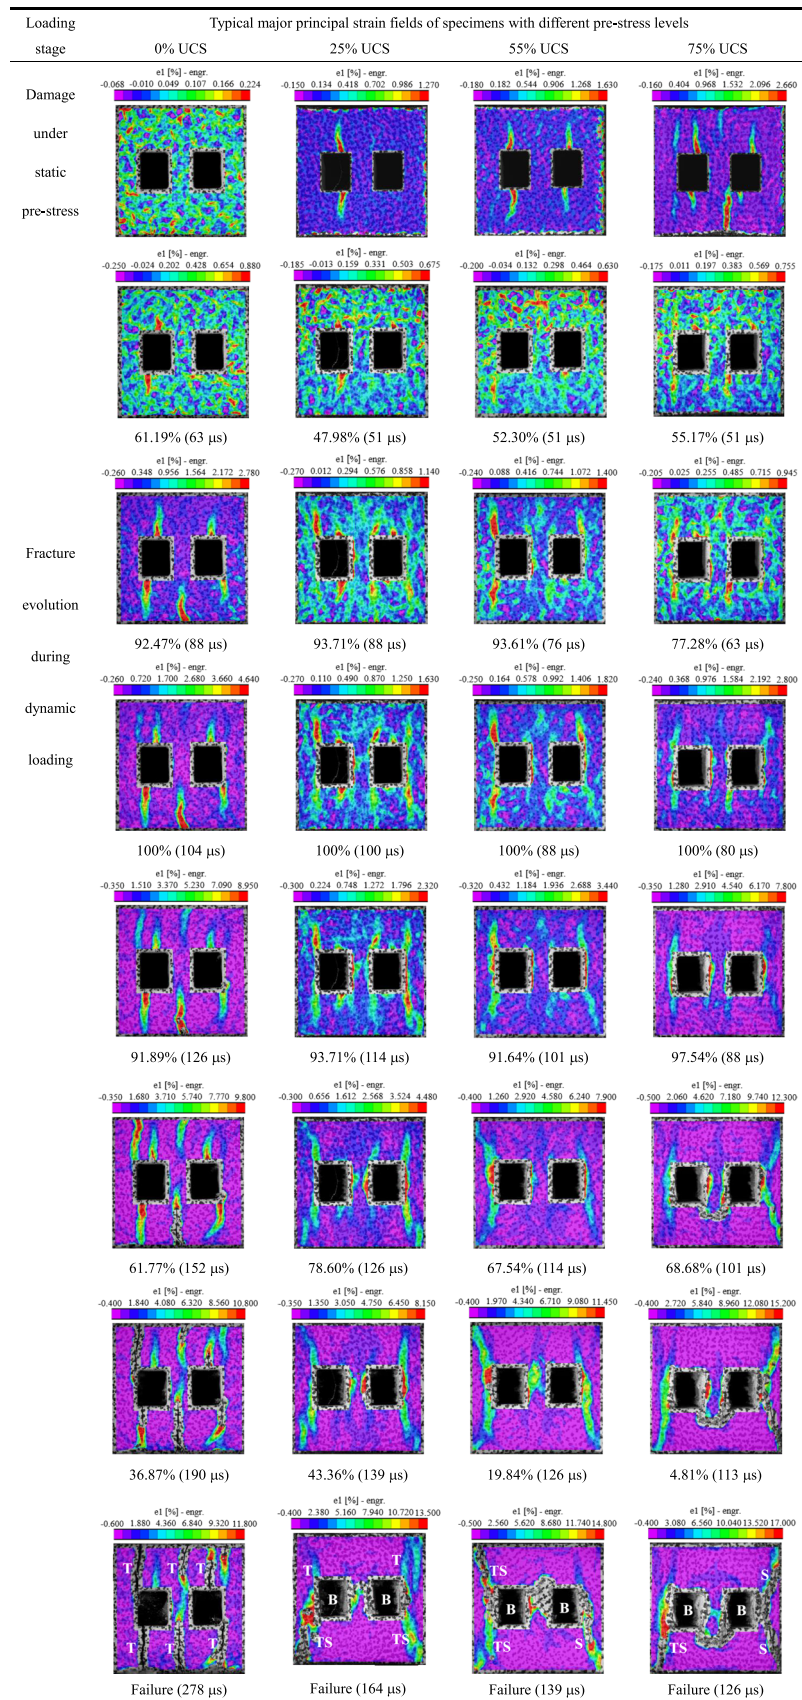 Loading Typical major principal strain fields of specimens with different pre-stress levels
stage 0% UCS 25% UCS 55% UCS 75% UCS
e1 [%] - engr. e1 [%] - engr. e1 [%] - engr. e1 [%] - engr.
-0.068 -0.010 0.049 0.107 0.166 0.224 -0.150 0.134 0.418 0.702 0.986 1.270 -0.180 0.182 0.544 0.906 1.268 1.630 -0.160 0.404 0.968 1.532 2.096 2.660
Damage
under
static
pre-stress
e1 [%] - engr. e1 [%] - engr. e1 [%] - engr. e1 [%] - engr.
-0.250 -0.024 0.202 0.428 0.654 0.880 -0.185 -0.013 0.159 0.331 0.503 0.675 -0.200 -0.034 0.132 0.298 0.464 0.630 -0.175 0.011 0.197 0.383 0.569 0.755
61.19% (63 μs) 47.98% (51 μs) 52.30% (51 μs) 55.17% (51 μs)
e1 [%] - engr. e1 [%] - engr. e1 [%] - engr. e1 [%] - engr.
-0.260 0.348 0.956 1.564 2.172 2.780 -0.270 0.012 0.294 0.576 0.858 1.140 -0.240 0.088 0.416 0.744 1.072 1.400 -0.205 0.025 0.255 0.485 0.715 0.945
Fracture
evolution
92.47% (88 μs) 93.71% (88 μs) 93.61% (76 μs) 77.28% (63 μs)
during
e1 [%] - engr. e1 [%] - engr. e1 [%] - engr. e1 [%] - engr.
-0.260 0.720 1.700 2.680 3.660 4.640 -0.270 0.110 0.490 0.870 1.250 1.630 -0.250 0.164 0.578 0.992 1.406 1.820 -0.240 0.368 0.976 1.584 2.192 2.800
dynamic
loading
100% (104 μs) 100% (100 μs) 100% (88 μs) 100% (80 μs)
e1 [%] - engr. e1 [%] - engr. e1 [%] - engr. e1 [%] - engr.
-0.350 1.510 3.370 5.230 7.090 8.950 -0.300 0.224 0.748 1.272 1.796 2.320 -0.320 0.432 1.184 1.936 2.688 3.440 -0.350 1.280 2.910 4.540 6.170 7.800
91.89% (126 μs) 93.71% (114 μs) 91.64% (101 μs) 97.54% (88 μs)
e1 [%] - engr. e1 [%] - engr. e1 [%] - engr. e1 [%] - engr.
-0.350 1.680 3.710 5.740 7.770 9.800 -0.300 0.656 1.612 2.568 3.524 4.480 -0.400 1.260 2.920 4.580 6.240 7.900 -0.500 2.060 4.620 7.180 9.740 12.300
61.77% (152 μs) 78.60% (126 μs) 67.54% (114 μs) 68.68% (101 μs)
e1 [%] - engr. e1 [%] - engr. e1 [%] - engr. e1 [%] - engr.
-0.400 1.840 4.080 6.320 8.560 10.800 -0.350 1.350 3.050 4.750 6.450 8.150 -0.400 1.970 4.340 6.710 9.080 11.450 -0.400 2.720 5.840 8.960 12.080 15.200
36.87% (190 μs) 43.36% (139 μs) 19.84% (126 μs) 4.81% (113 μs)
e1 [%] - engr. e1 [%] - engr. e1 [%] - engr. e1 [%] - engr.
-0.600 1.880 4.360 6.840 9.320 11.800 -0.400 2.380 5.160 7.940 10.720 13.500 -0.500 2.560 5.620 8.680 11.740 14.800 -0.400 3.080 6.560 10.040 13.520 17.000
T T T T T TS S
B B B B B B
T T T TS TS TS S TS S
Failure (278 μs) Failure (164 μs) Failure (139 μs) Failure (126 μs)